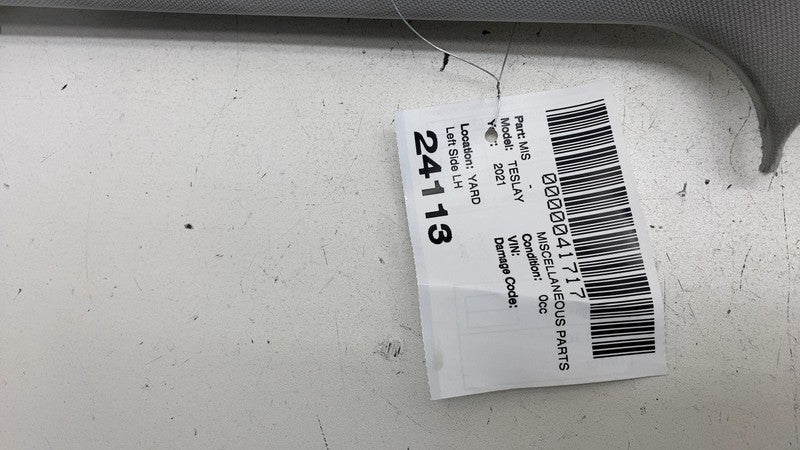 0000041717
Part: MIS - MISCELLANEOUS PARTS
Model: TESLAY Condition: 0cc
2021 VIN:
Damage Code:
Location: YARD
Left Side LH
24113